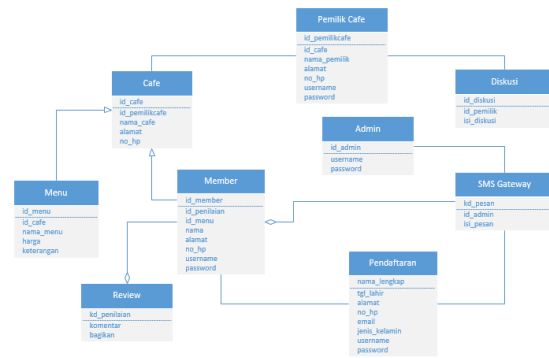 Pemilik Cafe
id_pemilikcafe
id_cafe
nama_pemilik
alamat
no_hp
username
password
Cafe
id_cafe
id_pemilikcafe
nama_cafe
alamat
no_hp
Diskusi
id_diskusi
id_pemilik
isi_diskusi
Admin
id_admin
username
password
Menu
id_menu
id_cafe
nama_menu
harga
keterangan
Member
id_member
id_penilaian
id_menu
nama
alamat
no_hp
username
password
SMS Gateway
kd_pesan
id_admin
isi_pesan
Review
kd_penilaian
komentar
bagikan
Pendaftaran
nama_lengkap
tgl_lahir
alamat
no_hp
email
jenis_kelamin
username
password